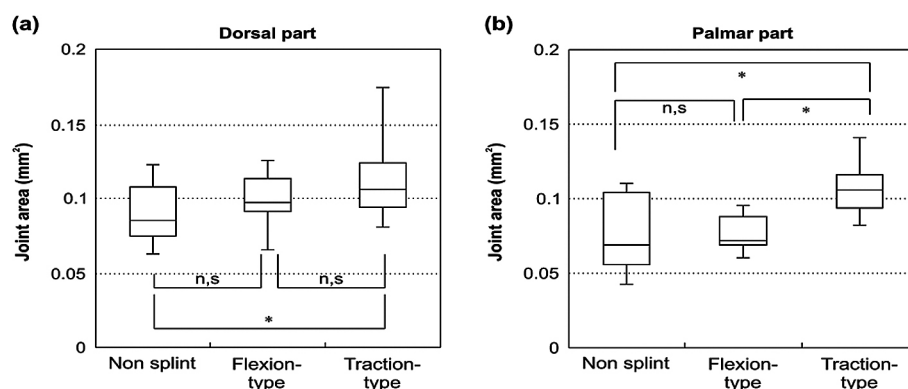 (a)
Dorsal part
Joint area (mm²)
0.2
0.15
0.1
0.05
0
n,s
n,s
*
Non splint
Flexion-
type
Traction-
type
(b)
Palmar part
Joint area (mm²)
0.2
0.15
0.1
0.05
0
*
n,s
*
Non splint
Flexion-
type
Traction-
type